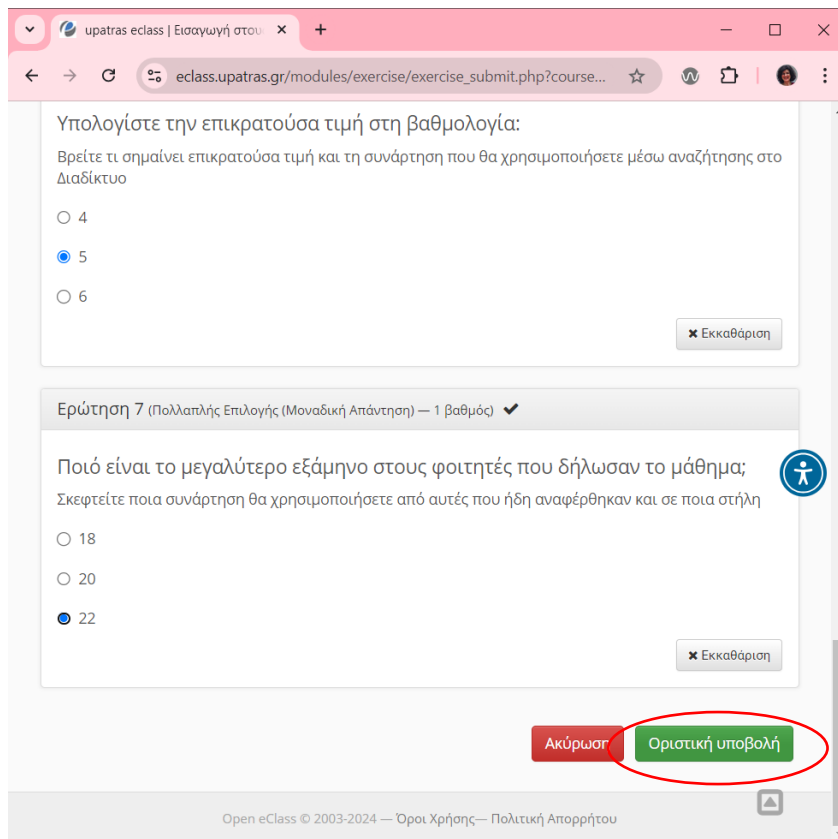 upatras eclass | Εισαγωγή στου
eclass.upatras.gr/modules/exercise/exercise_submit.php?course...
Υπολογίστε την επικρατούσα τιμή στη βαθμολογία:
Βρείτε τι σημαίνει επικρατούσα τιμή και τη συνάρτηση που θα χρησιμοποιήσετε μέσω αναζήτησης στο
Διαδίκτυο
4
5
6
✖ Εκκαθάριση
Ερώτηση 7 (Πολλαπλής Επιλογής (Μοναδική Απάντηση) — 1 βαθμός) ✔
Ποιό είναι το μεγαλύτερο εξάμηνο στους φοιτητές που δήλωσαν το μάθημα;
Σκεφτείτε ποια συνάρτηση θα χρησιμοποιήσετε από αυτές που ήδη αναφέρθηκαν και σε ποια στήλη
18
20
22
✖ Εκκαθάριση
Ακύρωση Οριστική υποβολή
Open eClass © 2003-2024 — Όροι Χρήσης— Πολιτική Απορρήτου